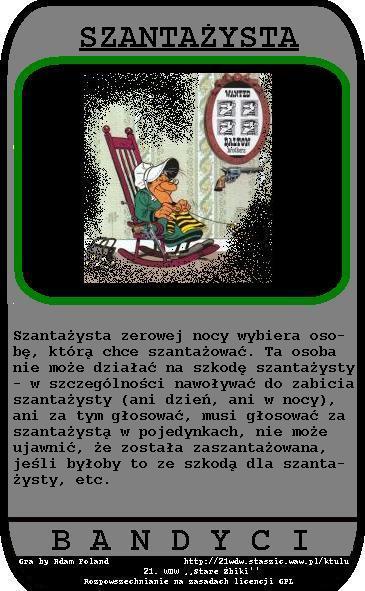 SZANTAŻYSTA
WANTED
DALTON
brothers
Szantażysta zerowej nocy wybiera oso-
bę, którą chce szantażować. Ta osoba
nie może działać na szkodę szantażysty
- w szczególności nawoływać do zabicia
szantażysty (ani dzień, ani w nocy),
ani za tym głosować, musi głosować za
szantażystą w pojedynkach, nie może
ujawnić, że została zaszantażowana,
jeśli byłoby to ze szkodą dla szanta-
żysty, etc.
BANDYCI
Gra by Adam Poland http://21wdw.staszic.waw.pl/ktulu
21. WDW ,,Stare Żbiki''
Rozpowszechnianie na zasadach licencji GPL